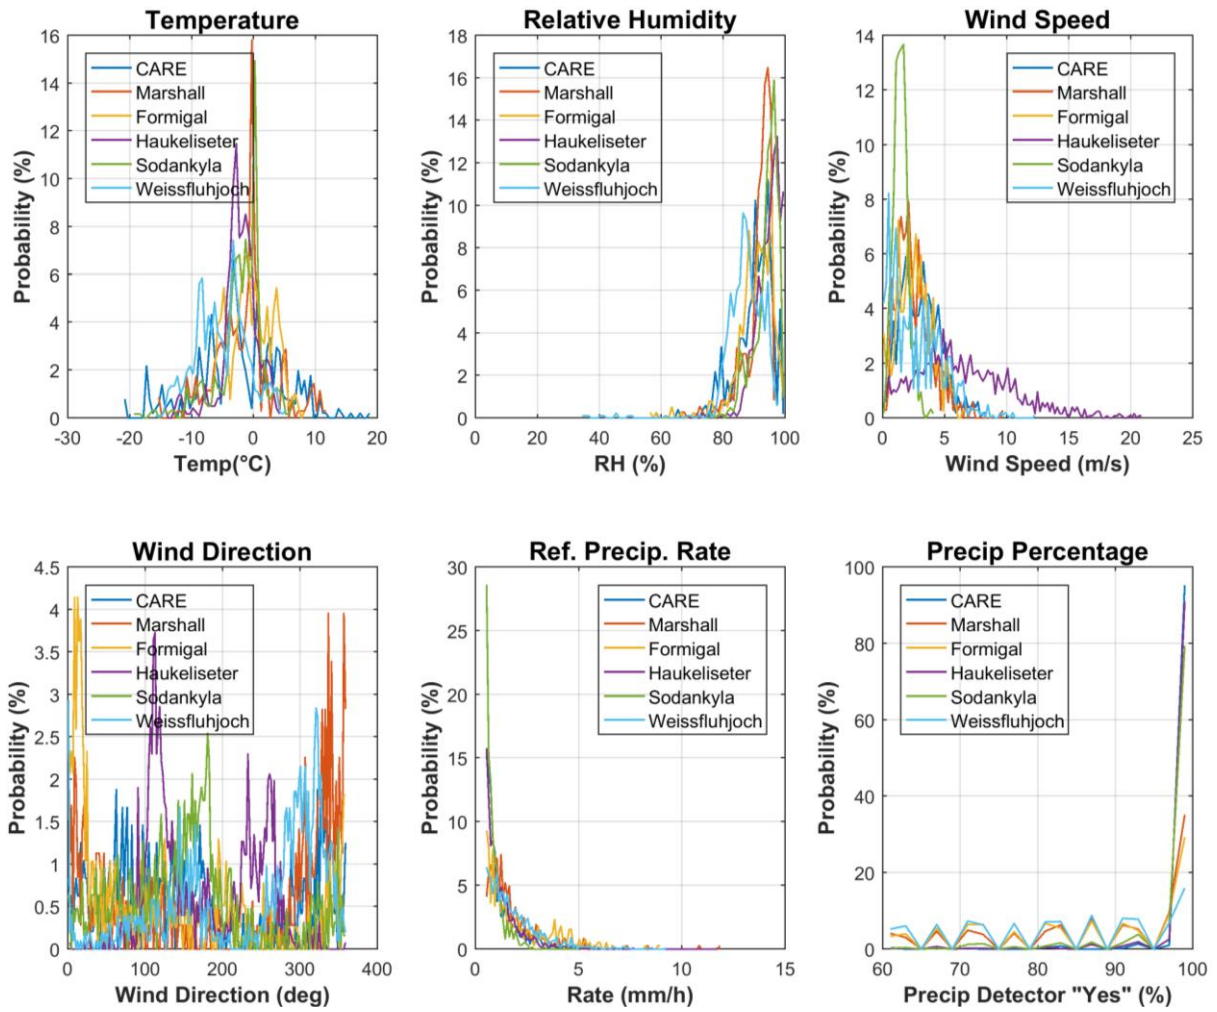 Temperature
Probability (%)
16
14
12
10
8
6
4
2
0
CARE
Marshall
Formigal
Haukeliseter
Sodankyla
Weissfluhjoch
-30
-20
-10
0
10
20
Temp(°C)
Relative Humidity
Probability (%)
18
16
14
12
10
8
6
4
2
0
CARE
Marshall
Formigal
Haukeliseter
Sodankyla
Weissfluhjoch
0
20
40
60
80
100
RH (%)
Wind Speed
Probability (%)
14
12
10
8
6
4
2
0
CARE
Marshall
Formigal
Haukeliseter
Sodankyla
Weissfluhjoch
0
5
10
15
20
25
Wind Speed (m/s)
Wind Direction
Probability (%)
4.5
4
3.5
3
2.5
2
1.5
1
0.5
0
CARE
Marshall
Formigal
Haukeliseter
Sodankyla
Weissfluhjoch
0
100
200
300
400
Wind Direction (deg)
Ref. Precip. Rate
Probability (%)
30
25
20
15
10
5
0
CARE
Marshall
Formigal
Haukeliseter
Sodankyla
Weissfluhjoch
0
5
10
15
Rate (mm/h)
Precip Percentage
Probability (%)
100
80
60
40
20
0
CARE
Marshall
Formigal
Haukeliseter
Sodankyla
Weissfluhjoch
60
70
80
90
100
Precip Detector "Yes" (%)